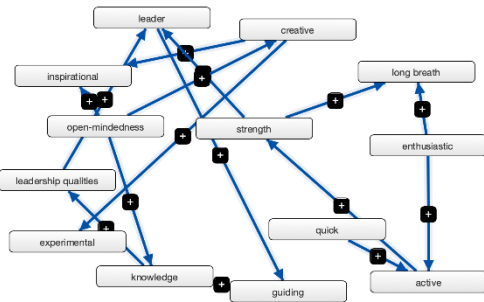 leader
creative
inspirational
long breath
open-mindedness
strength
enthusiastic
leadership qualities
quick
experimental
knowledge
guiding
active
+
+
+
+
+
+
+
+
+
+
+
+
+
+